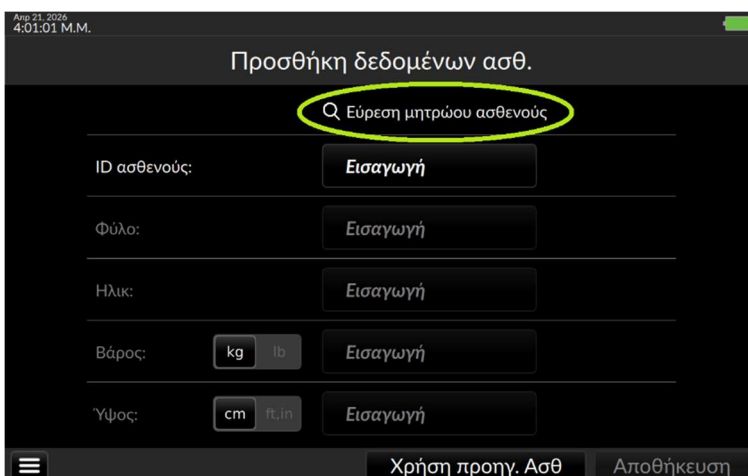 Απρ 21, 2026
4:01:01 Μ.Μ.
Προσθήκη δεδομένων ασθ.
Εύρεση μητρώου ασθενούς
ID ασθενούς: Εισαγωγή
Φύλο: Εισαγωγή
Ηλικ: Εισαγωγή
Βάρος: kg lb Εισαγωγή
Ύψος: cm ft,in Εισαγωγή
Χρήση προηγ. Ασθ Αποθήκευση